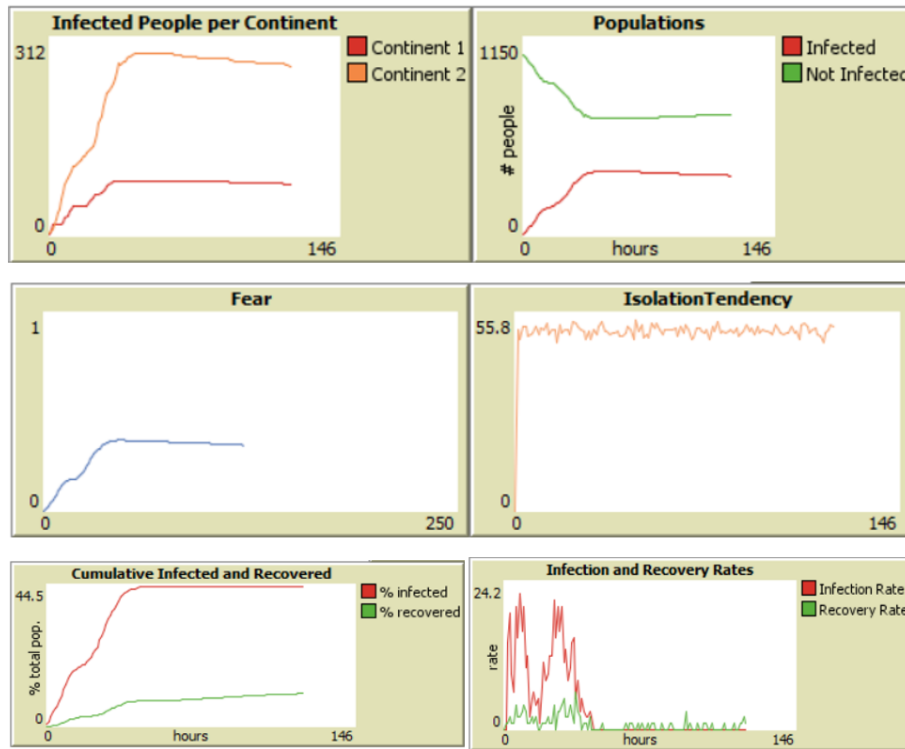 Infected People per Continent
312
0
0
146
Continent 1
Continent 2
Populations
1150
# people
0
0
hours
146
Infected
Not Infected
Fear
1
0
0
250
IsolationTendency
55.8
0
0
146
Cumulative Infected and Recovered
44.5
% total pop.
0
0
hours
146
% infected
% recovered
Infection and Recovery Rates
24.2
rate
0
0
hours
146
Infection Rate
Recovery Rate